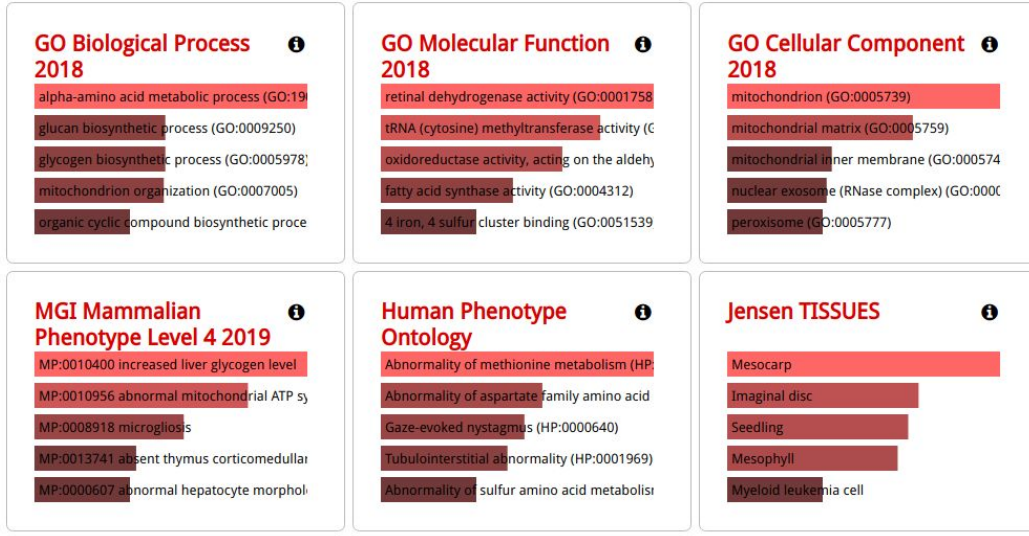 GO Biological Process
2018
alpha-amino acid metabolic process (GO:19
glucan biosynthetic process (GO:0009250)
glycogen biosynthetic process (GO:0005978)
mitochondrion organization (GO:0007005)
organic cyclic compound biosynthetic proce
GO Molecular Function
2018
retinal dehydrogenase activity (GO:0001758
tRNA (cytosine) methyltransferase activity (G
oxidoreductase activity, acting on the aldehy
fatty acid synthase activity (GO:0004312)
4 iron, 4 sulfur cluster binding (GO:0051539
GO Cellular Component
2018
mitochondrion (GO:0005739)
mitochondrial matrix (GO:0005759)
mitochondrial inner membrane (GO:000574
nuclear exosome (RNase complex) (GO:000
peroxisome (GO:0005777)
MGI Mammalian
Phenotype Level 4 2019
MP:0010400 increased liver glycogen level
MP:0010956 abnormal mitochondrial ATP sy
MP:0008918 microgliosis
MP:0013741 absent thymus corticomedullar
MP:0000607 abnormal hepatocyte morphol
Human Phenotype
Ontology
Abnormality of methionine metabolism (HP:
Abnormality of aspartate family amino acid
Gaze-evoked nystagmus (HP:0000640)
Tubulointerstitial abnormality (HP:0001969)
Abnormality of sulfur amino acid metabolisr
Jensen TISSUES
Mesocarp
Imaginal disc
Seedling
Mesophyll
Myeloid leukemia cell